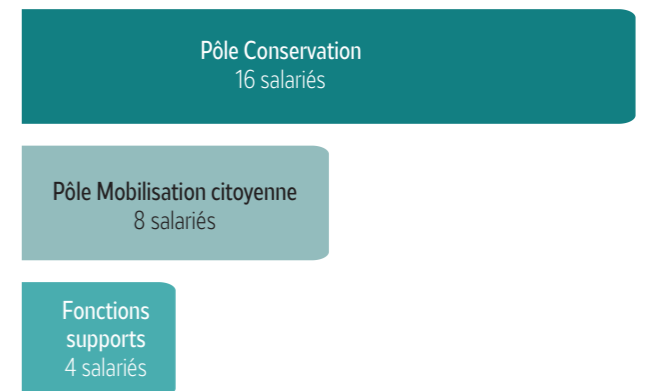 Pôle Conservation
16 salariés
Pôle Mobilisation citoyenne
8 salariés
Fonctions
supports
4 salariés